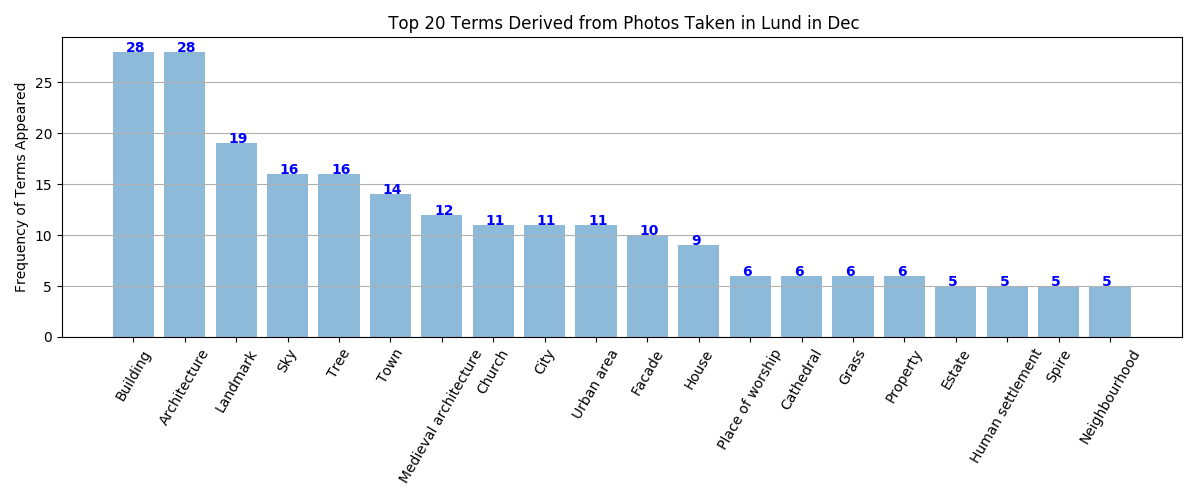 Top 20 Terms Derived from Photos Taken in Lund in Dec
Frequency of Terms Appeared
25
20
15
10
5
0
28
28
19
16
16
14
12
11
11
11
10
9
6
6
6
6
5
5
5
5
Building
Architecture
Landmark
Sky
Tree
Town
Medieval architecture
Church
City
Urban area
Facade
House
Place of worship
Cathedral
Grass
Property
Estate
Human settlement
Spire
Neighbourhood